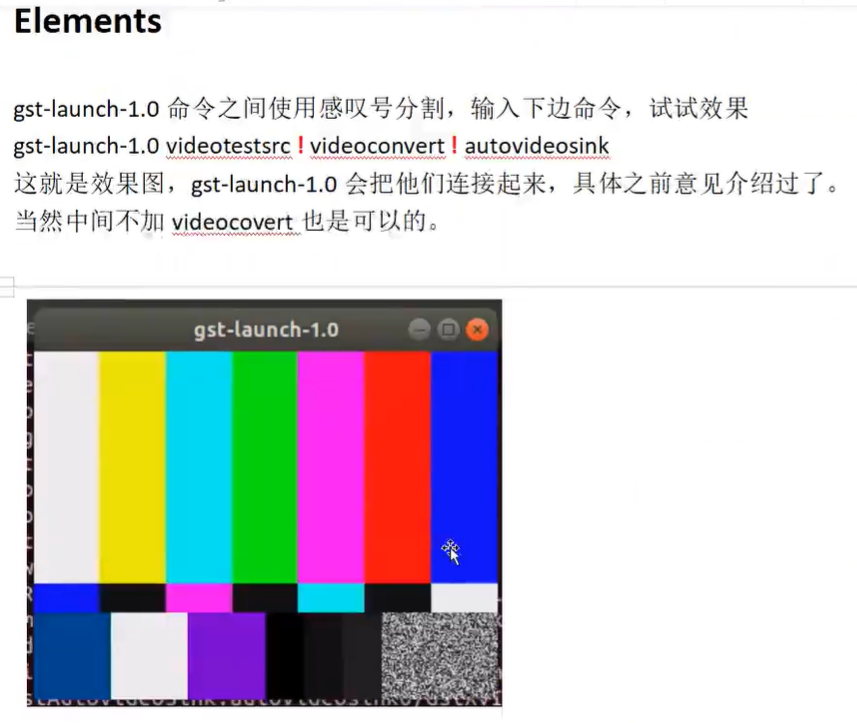 Elements
gst-launch-1.0 命令之间使用感叹号分割，输入下边命令，试试效果
gst-launch-1.0 videotestsrc ! videoconvert ! autovideosink
这就是效果图，gst-launch-1.0 会把他们连接起来，具体之前意见介绍过了。
当然中间不加 videocovert 也是可以的。
gst-launch-1.0